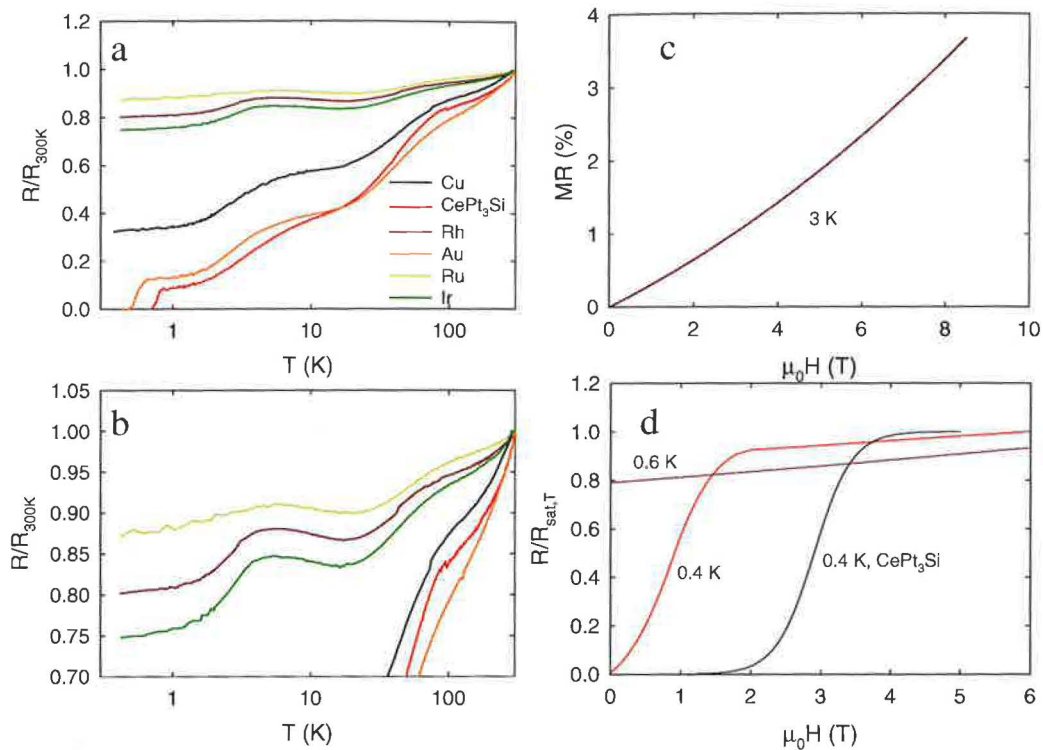 a
1.2
1.0
0.8
0.6
0.4
0.2
0.0
R/R300K
Cu
CePt3Si
Rh
Au
Ru
Ir
1
10
100
T (K)
c
4
3
2
1
0
MR (%)
3 K
0
2
4
6
8
10
μ0H (T)
b
1.05
1.00
0.95
0.90
0.85
0.80
0.75
0.70
R/R300K
1
10
100
T (K)
d
1.2
1.0
0.8
0.6
0.4
0.2
0.0
R/Rsat,T
0.6 K
0.4 K
0.4 K, CePt3Si
0
1
2
3
4
5
6
μ0H (T)